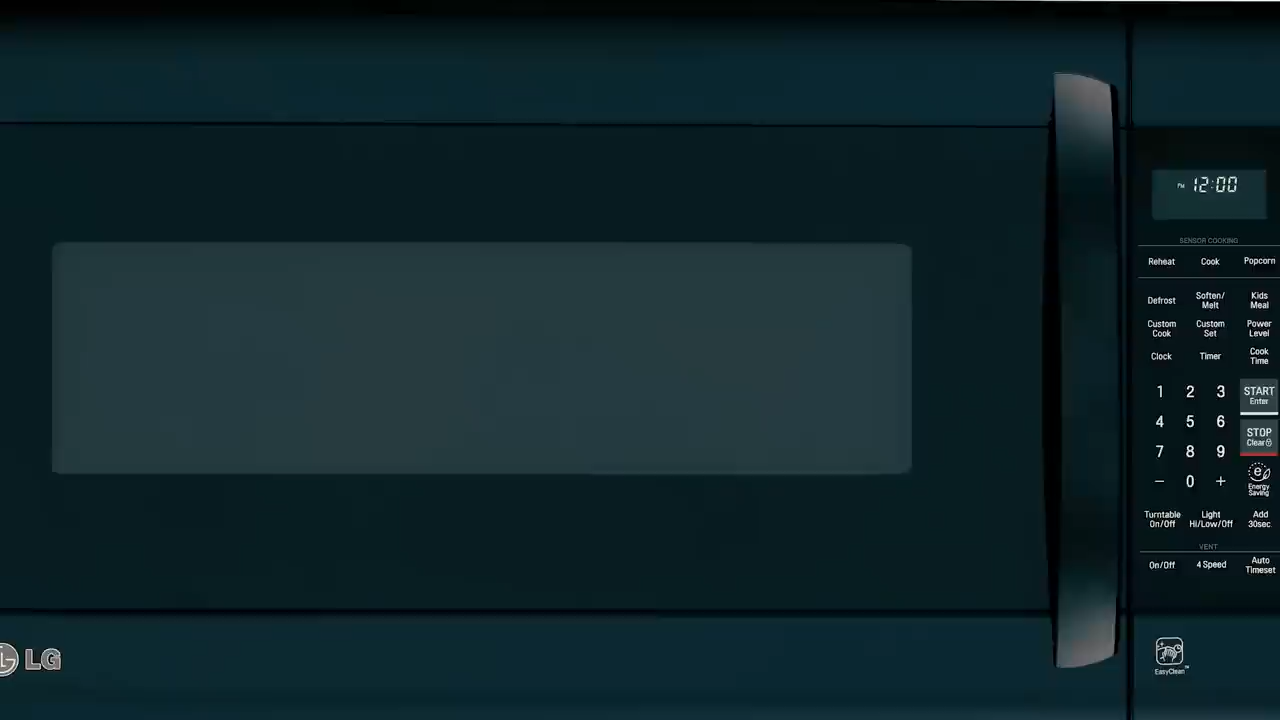 PM 12:00
SENSOR COOKING
Reheat Cook Popcorn
Defrost Soften/ Melt Kids Meal
Custom Cook Custom Set Power Level
Clock Timer Cook Time
1 2 3 START Enter
4 5 6 STOP Clear
7 8 9
− 0 + e Energy Saving
Turntable On/Off Light Hi/Low/Off Add 30sec.
VENT
On/Off 4 Speed Auto Timeset
LG LG
EasyClean™